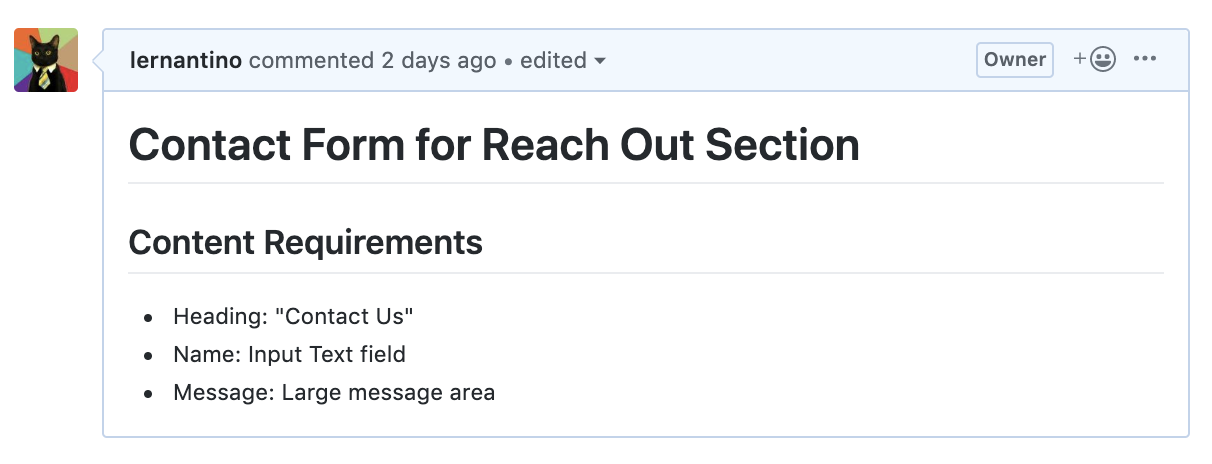 lernantino commented 2 days ago • edited
Owner
Contact Form for Reach Out Section
Content Requirements
• Heading: "Contact Us"
• Name: Input Text field
• Message: Large message area